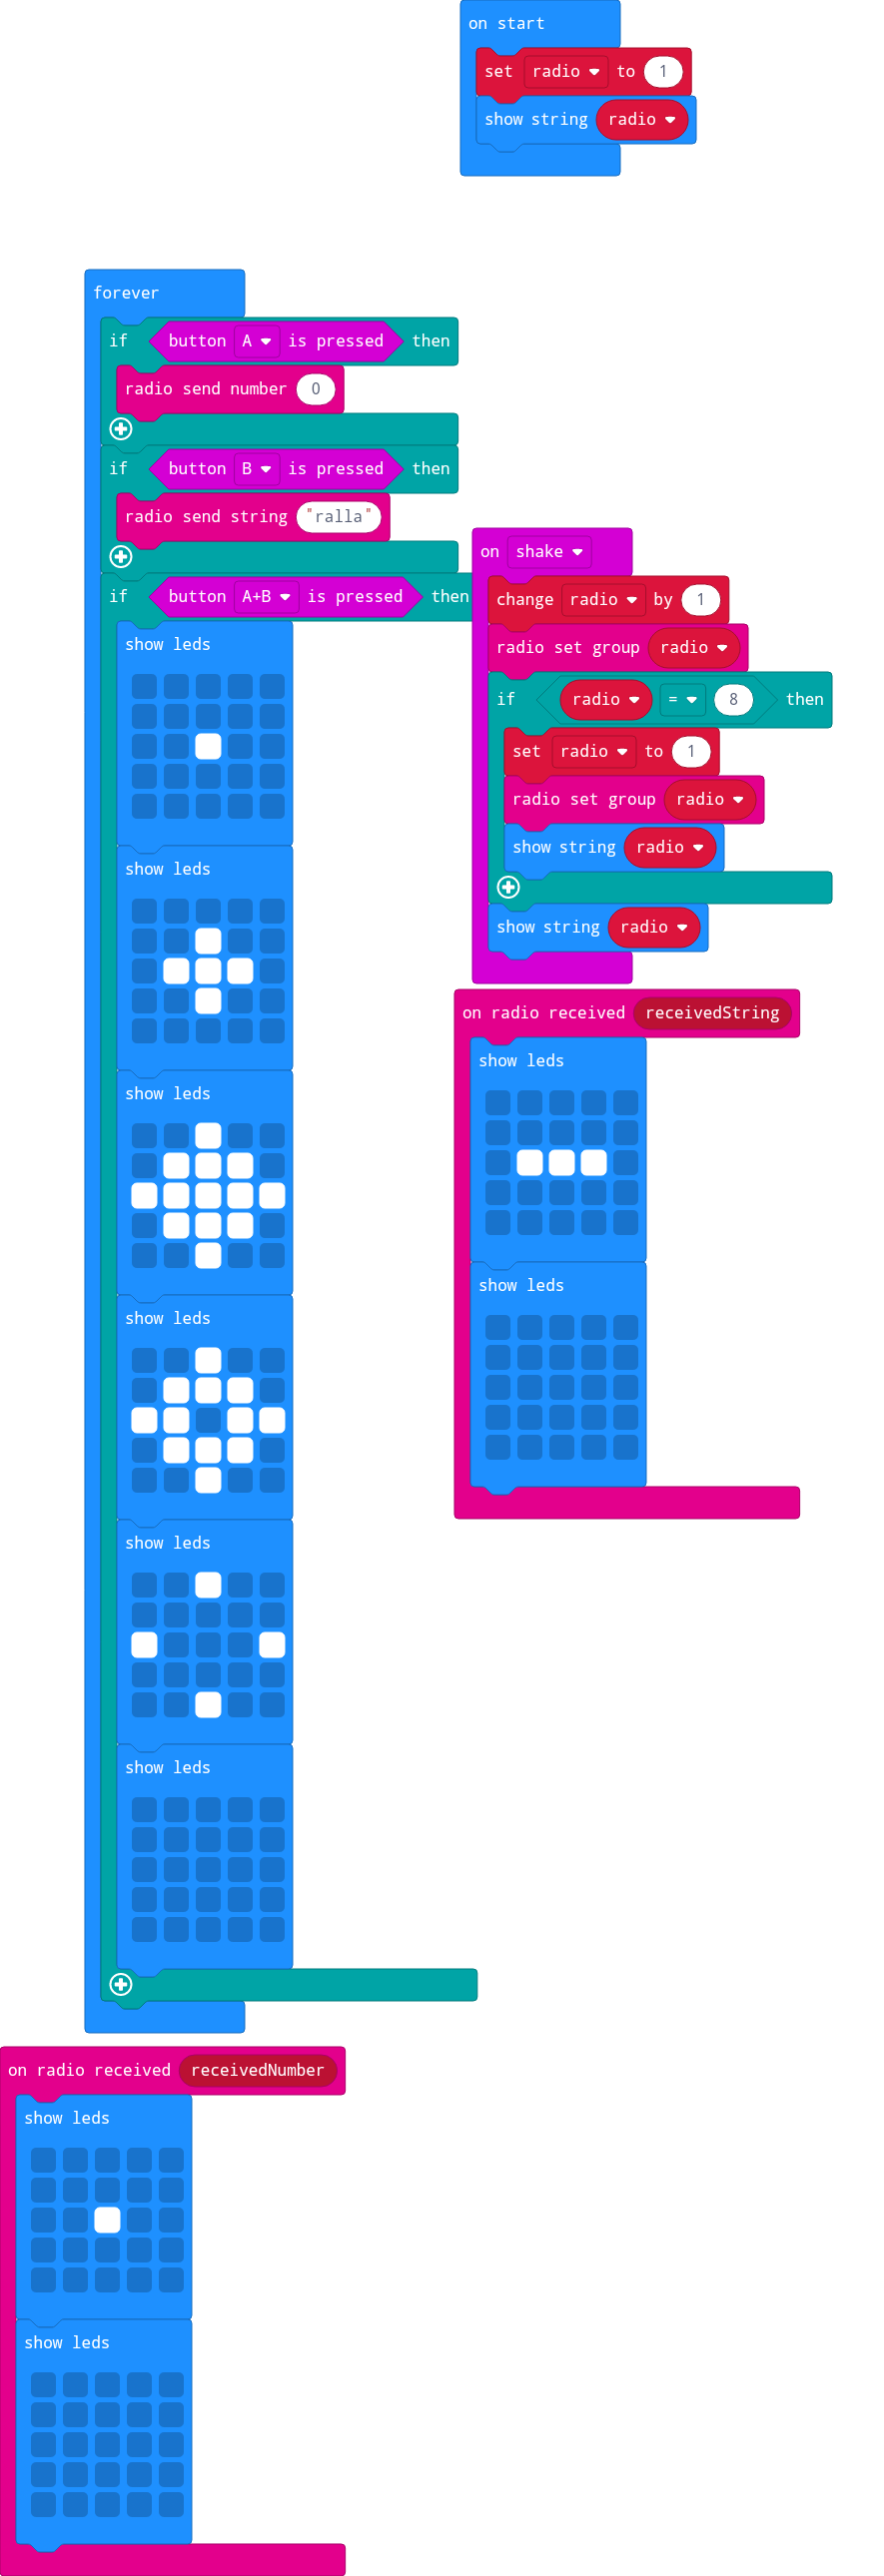 on start
set radio to 1
show string radio
forever
if button A is pressed then
radio send number 0
if button B is pressed then
radio send string "ralla"
if button A+B is pressed then
show leds
show leds
show leds
show leds
show leds
show leds
on shake
change radio by 1
radio set group radio
if radio = 8 then
set radio to 1
radio set group radio
show string radio
show string radio
on radio received receivedString
show leds
show leds
on radio received receivedNumber
show leds
show leds